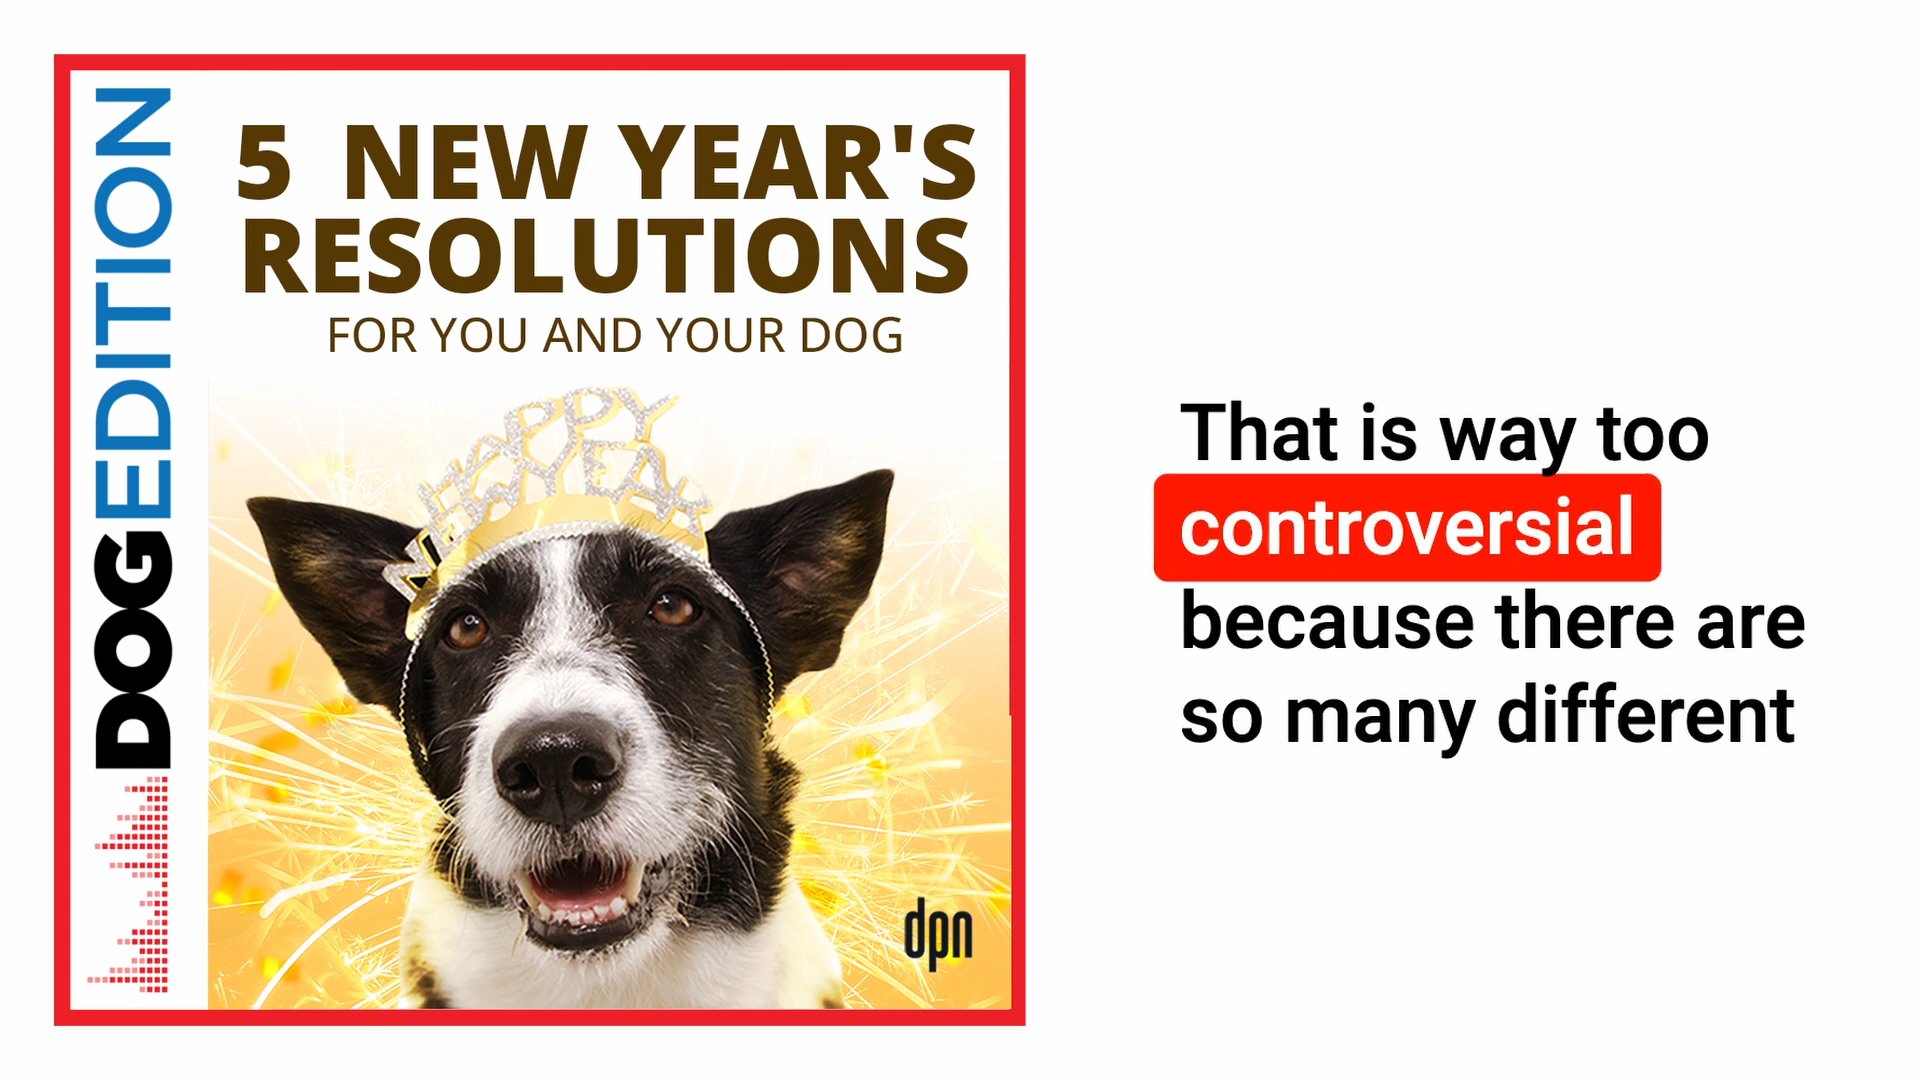 DOGEDITION
5 NEW YEAR'S
RESOLUTIONS
FOR YOU AND YOUR DOG
HAPPY
NEW YEAR
dpn
That is way too
controversial
because there are
so many different